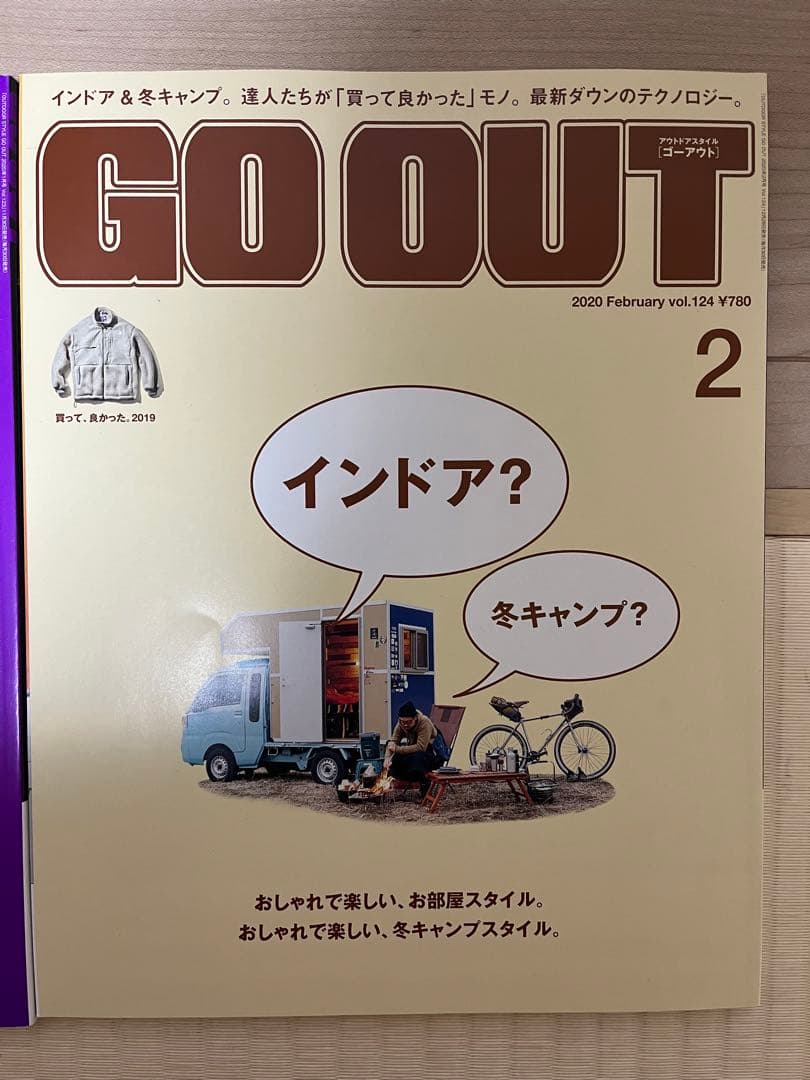 インドア & 冬キャンプ。達人たちが「買って良かった」モノ。最新ダウンのテクノロジー。
GO OUT
アウトドアスタイル
[ゴーアウト]
2020 February vol.124 ¥780
2
買って、良かった。2019
インドア?
冬キャンプ?
おしゃれで楽しい、お部屋スタイル。
おしゃれで楽しい、冬キャンプスタイル。